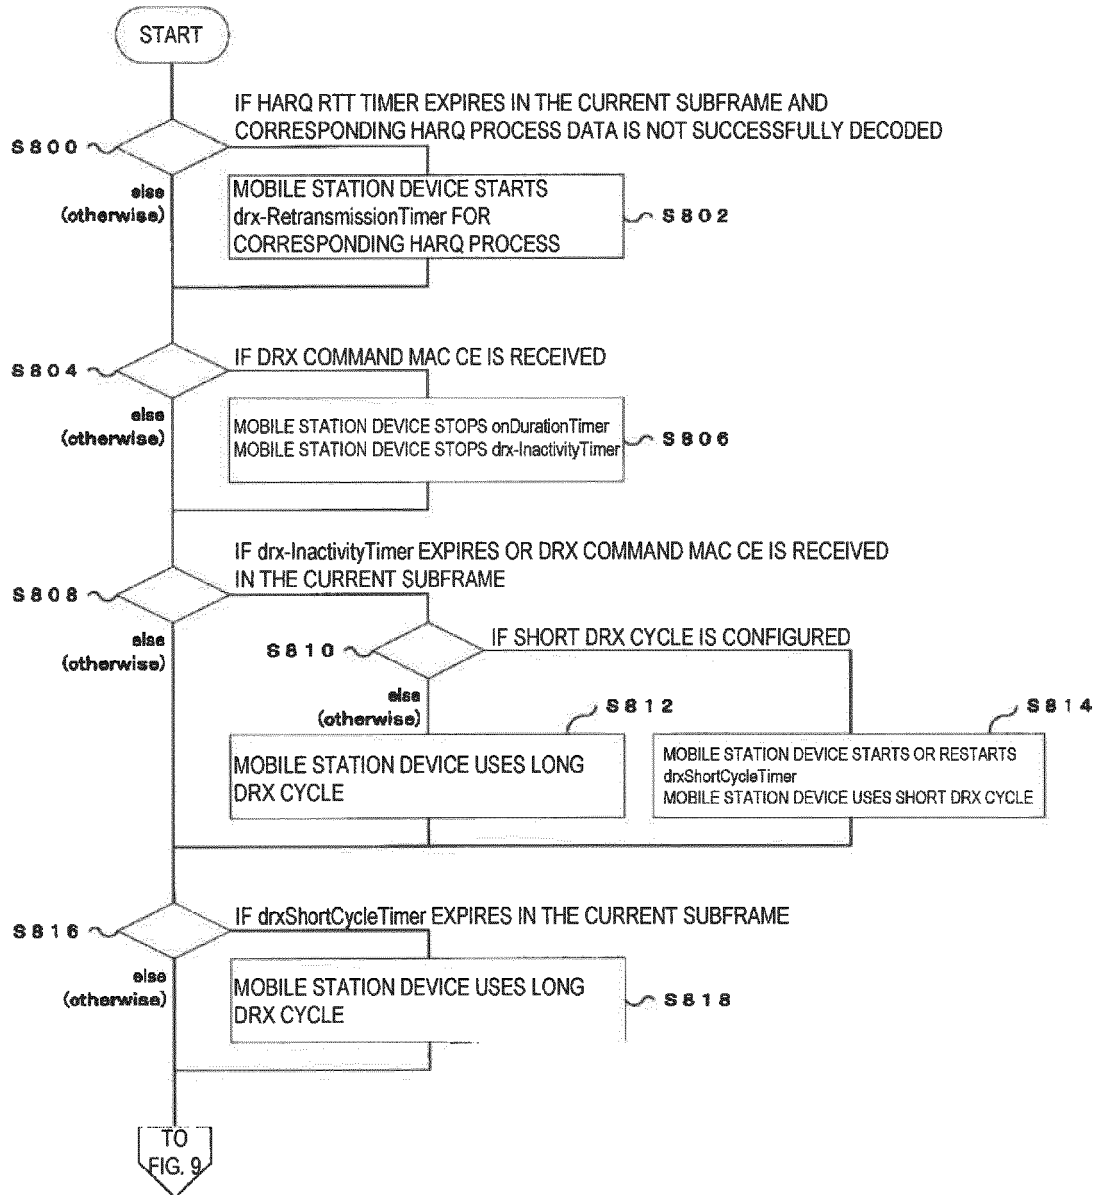 START
IF HARQ RTT TIMER EXPIRES IN THE CURRENT SUBFRAME AND
CORRESPONDING HARQ PROCESS DATA IS NOT SUCCESSFULLY DECODED
S800
else
(otherwise)
MOBILE STATION DEVICE STARTS
drx-RetransmissionTimer FOR
CORRESPONDING HARQ PROCESS
S802
IF DRX COMMAND MAC CE IS RECEIVED
S804
else
(otherwise)
MOBILE STATION DEVICE STOPS onDurationTimer
MOBILE STATION DEVICE STOPS drx-InactivityTimer
S806
IF drx-InactivityTimer EXPIRES OR DRX COMMAND MAC CE IS RECEIVED
IN THE CURRENT SUBFRAME
S808
else
(otherwise)
S810
IF SHORT DRX CYCLE IS CONFIGURED
else
(otherwise)
S812
MOBILE STATION DEVICE USES LONG
DRX CYCLE
S814
MOBILE STATION DEVICE STARTS OR RESTARTS
drxShortCycleTimer
MOBILE STATION DEVICE USES SHORT DRX CYCLE
IF drxShortCycleTimer EXPIRES IN THE CURRENT SUBFRAME
S816
else
(otherwise)
MOBILE STATION DEVICE USES LONG
DRX CYCLE
S818
TO
FIG. 9